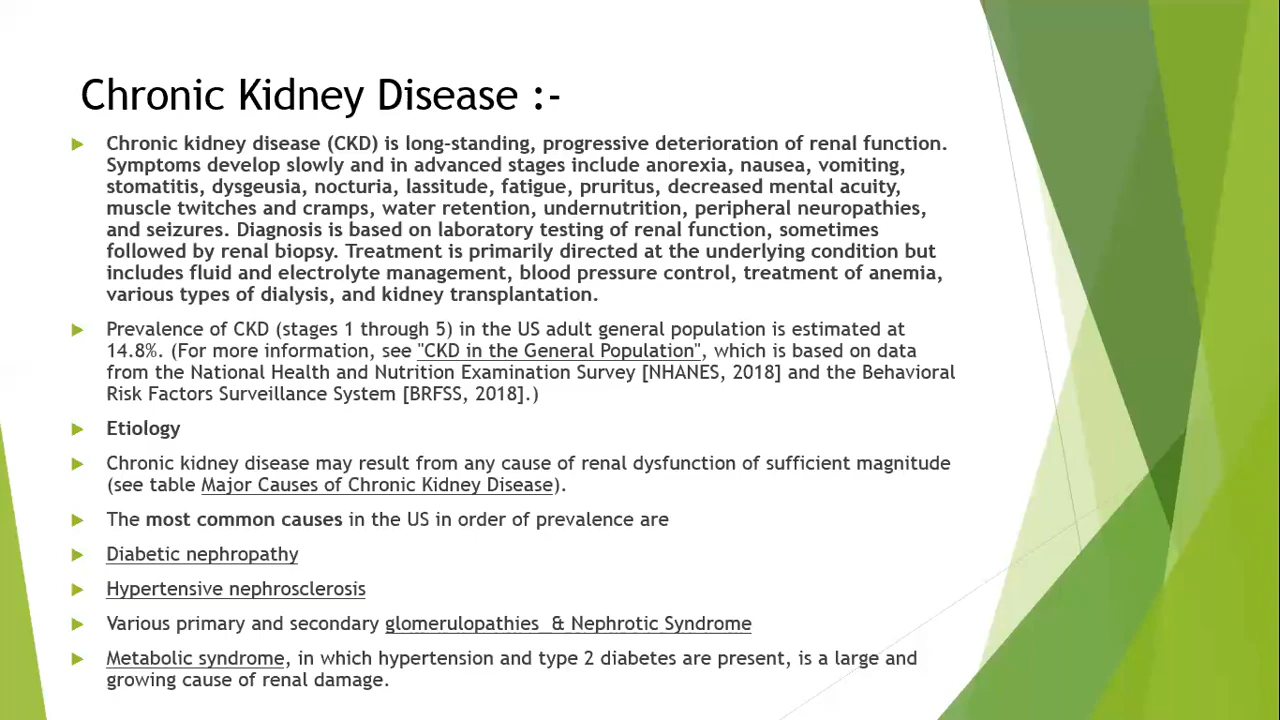 Chronic Kidney Disease :-
Chronic kidney disease (CKD) is long-standing, progressive deterioration of renal function.
Symptoms develop slowly and in advanced stages include anorexia, nausea, vomiting,
stomatitis, dysgeusia, nocturia, lassitude, fatigue, pruritus, decreased mental acuity,
muscle twitches and cramps, water retention, undernutrition, peripheral neuropathies,
and seizures. Diagnosis is based on laboratory testing of renal function, sometimes
followed by renal biopsy. Treatment is primarily directed at the underlying condition but
includes fluid and electrolyte management, blood pressure control, treatment of anemia,
various types of dialysis, and kidney transplantation.
Prevalence of CKD (stages 1 through 5) in the US adult general population is estimated at
14.8%. (For more information, see "CKD in the General Population", which is based on data
from the National Health and Nutrition Examination Survey [NHANES, 2018] and the Behavioral
Risk Factors Surveillance System [BRFSS, 2018].)
Etiology
Chronic kidney disease may result from any cause of renal dysfunction of sufficient magnitude
(see table Major Causes of Chronic Kidney Disease).
The most common causes in the US in order of prevalence are
Diabetic nephropathy
Hypertensive nephrosclerosis
Various primary and secondary glomerulopathies & Nephrotic Syndrome
Metabolic syndrome, in which hypertension and type 2 diabetes are present, is a large and
growing cause of renal damage.